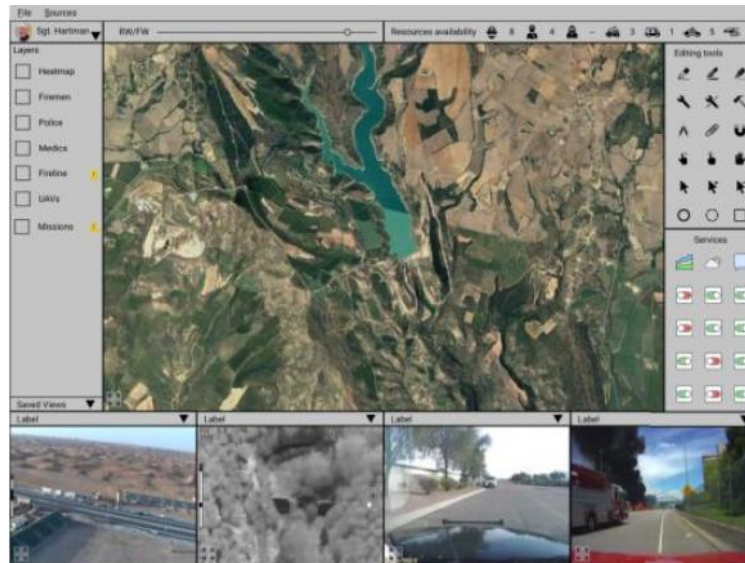 File Sources
Sgt. Hartman RW/FW Resources availability 8 4 - 3 1 5
Layers
Editing tools
Heatmap
Firemen
Police
Medics
Fireline
UAVs
Missions
Services
Saved Views
Label Label Label Label